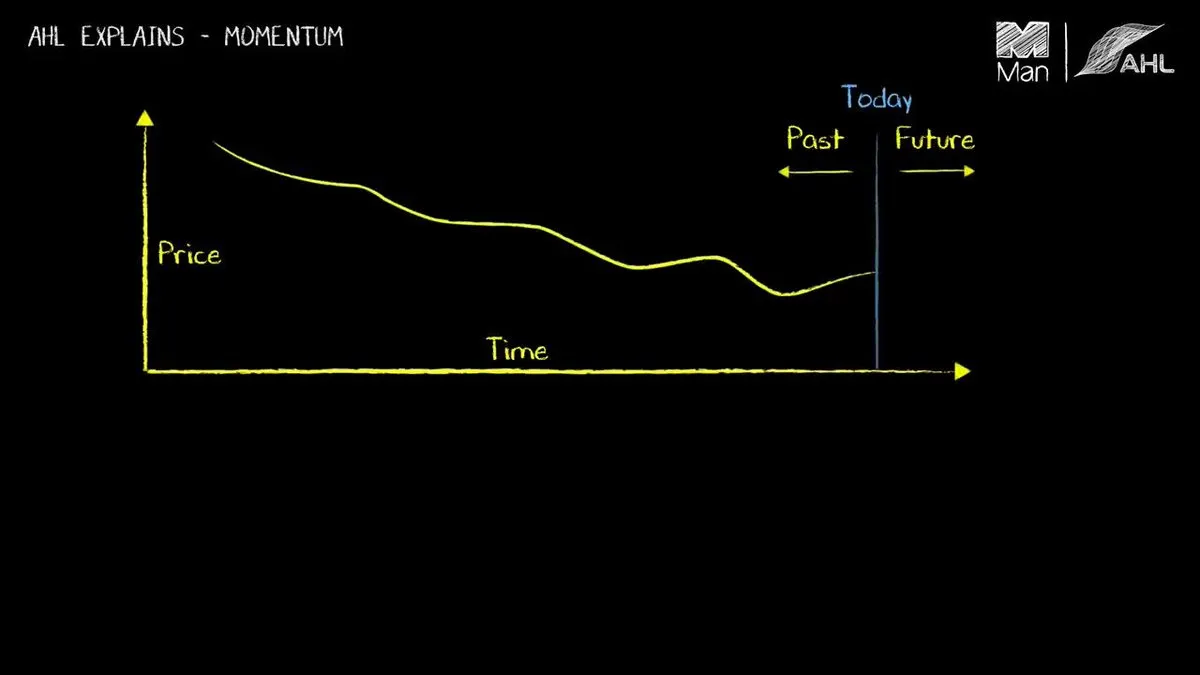 AHL EXPLAINS - MOMENTUM
Man
AHL
Today
Past
Future
Price
Time